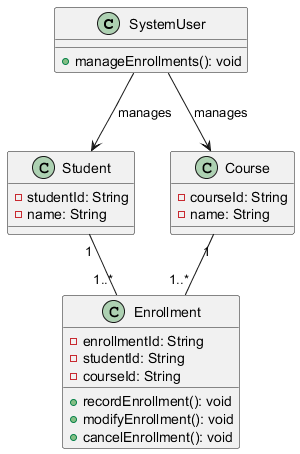 C SystemUser
manageEnrollments(): void
manages
manages
C Student
studentId: String
name: String
C Course
courseId: String
name: String
1
1
1..*
1..*
C Enrollment
enrollmentId: String
studentId: String
courseId: String
recordEnrollment(): void
modifyEnrollment(): void
cancelEnrollment(): void